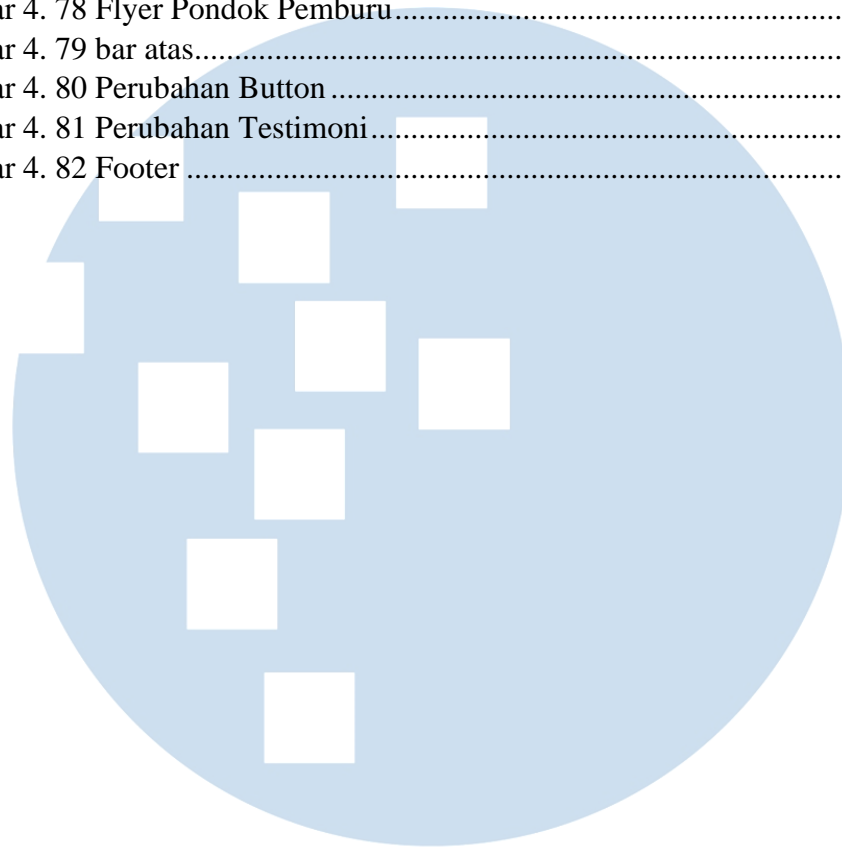 ar 4. 78 Flyer Pondok Pemburu........................................................
ar 4. 79 bar atas.................................................................................
ar 4. 80 Perubahan Button ................................................................
ar 4. 81 Perubahan Testimoni...........................................................
ar 4. 82 Footer ..................................................................................